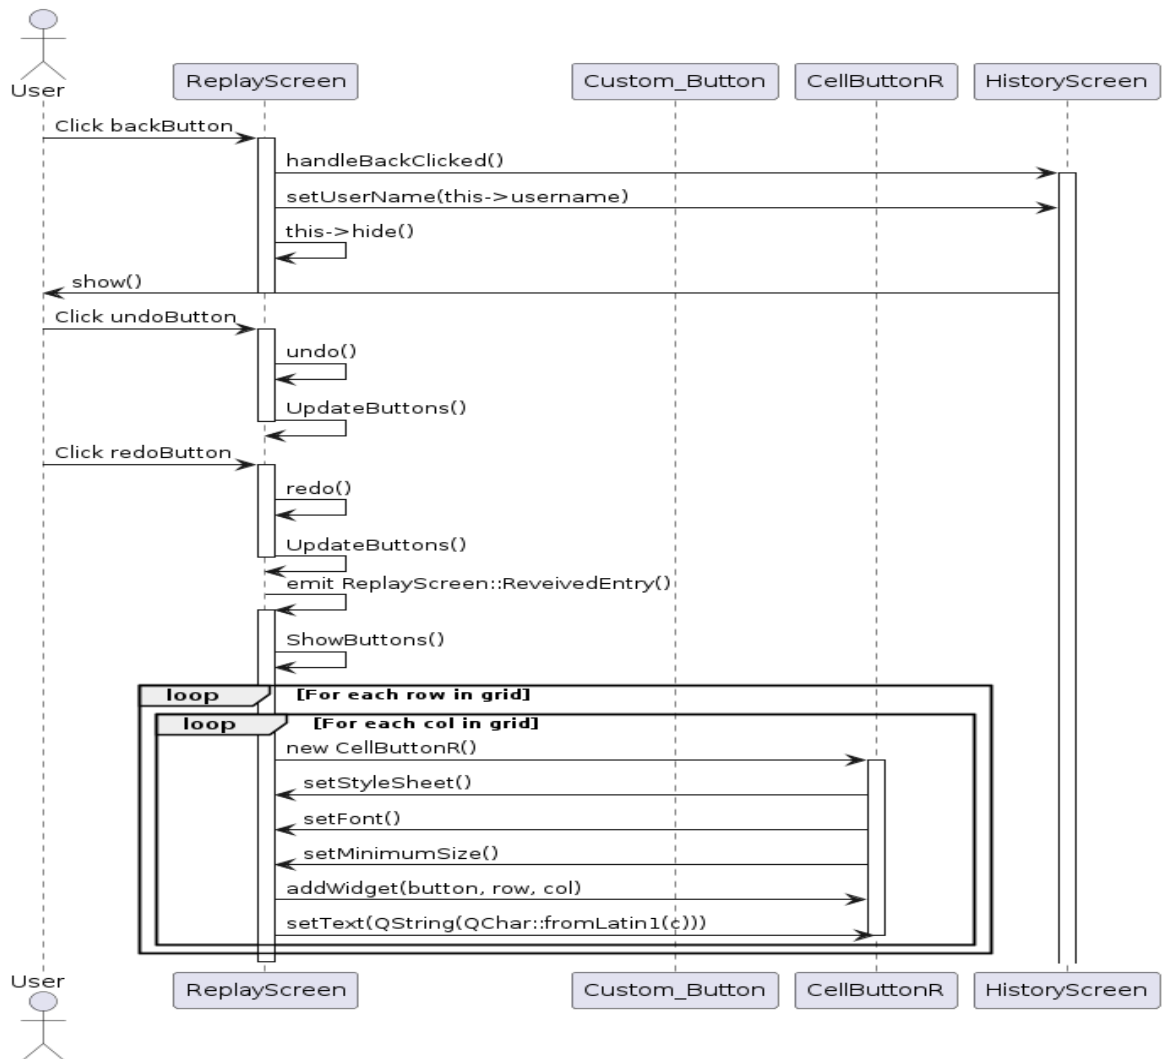 User
ReplayScreen
Custom_Button
CellButtonR
HistoryScreen
Click backButton
handleBackClicked()
setUserName(this->username)
this->hide()
show()
Click undoButton
undo()
UpdateButtons()
Click redoButton
redo()
UpdateButtons()
emit ReplayScreen::ReveivedEntry()
ShowButtons()
loop [For each row in grid]
loop [For each col in grid]
new CellButtonR()
setStyleSheet()
setFont()
setMinimumSize()
addWidget(button, row, col)
setText(QString(QChar::fromLatin1(c)))
User
ReplayScreen
Custom_Button
CellButtonR
HistoryScreen